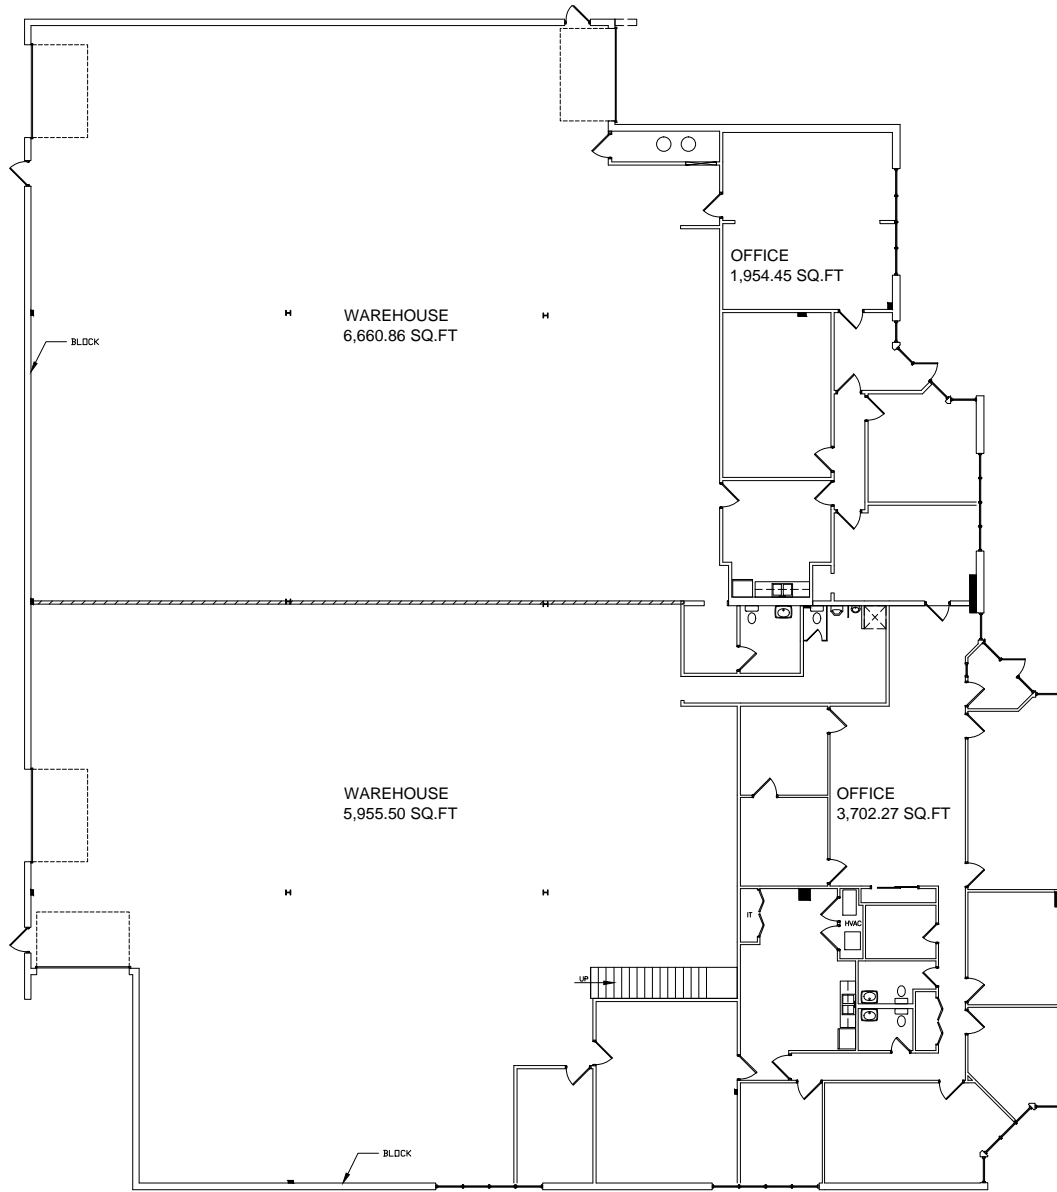 OFFICE
1,954.45 SQ.FT
WAREHOUSE
6,660.86 SQ.FT
BLOCK
WAREHOUSE
5,955.50 SQ.FT
OFFICE
3,702.27 SQ.FT
IT
HVAC
UP
BLOCK